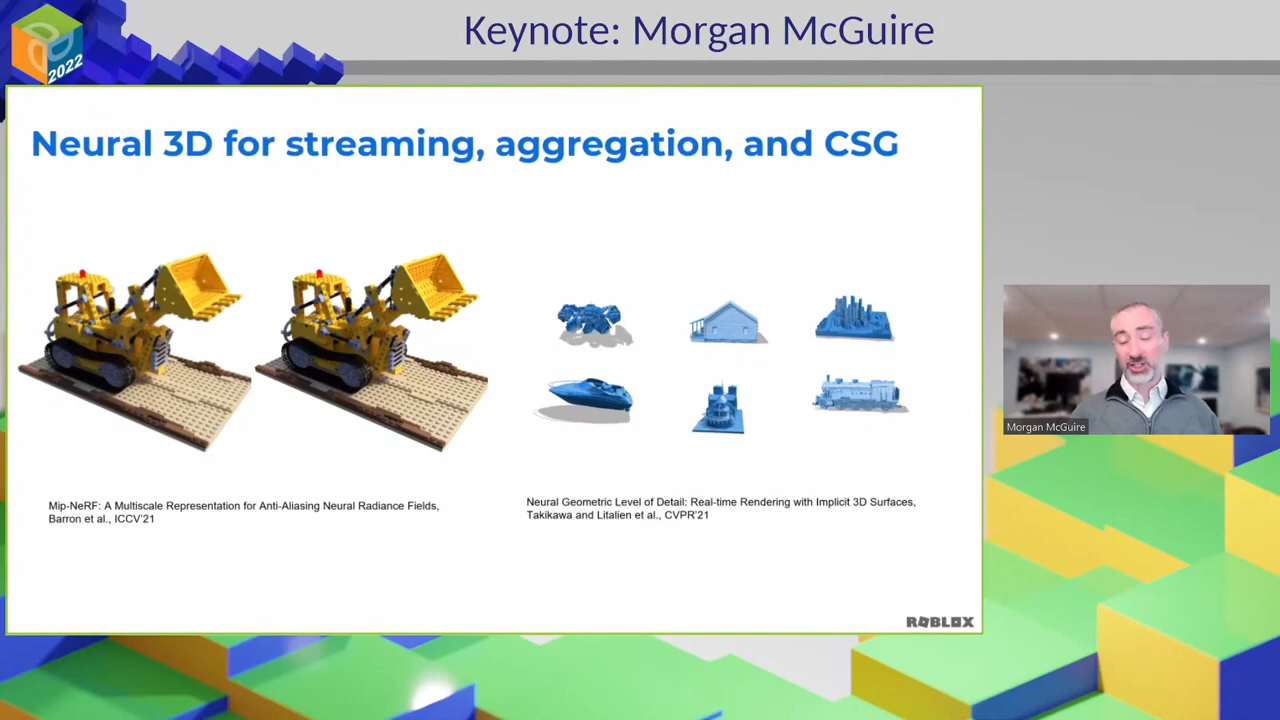 Keynote: Morgan McGuire
2022
Neural 3D for streaming, aggregation, and CSG
Mip-NeRF: A Multiscale Representation for Anti-Aliasing Neural Radiance Fields,
Barron et al., ICCV'21
Neural Geometric Level of Detail: Real-time Rendering with Implicit 3D Surfaces,
Takikawa and Litalien et al., CVPR'21
ROBLOX
Morgan McGuire